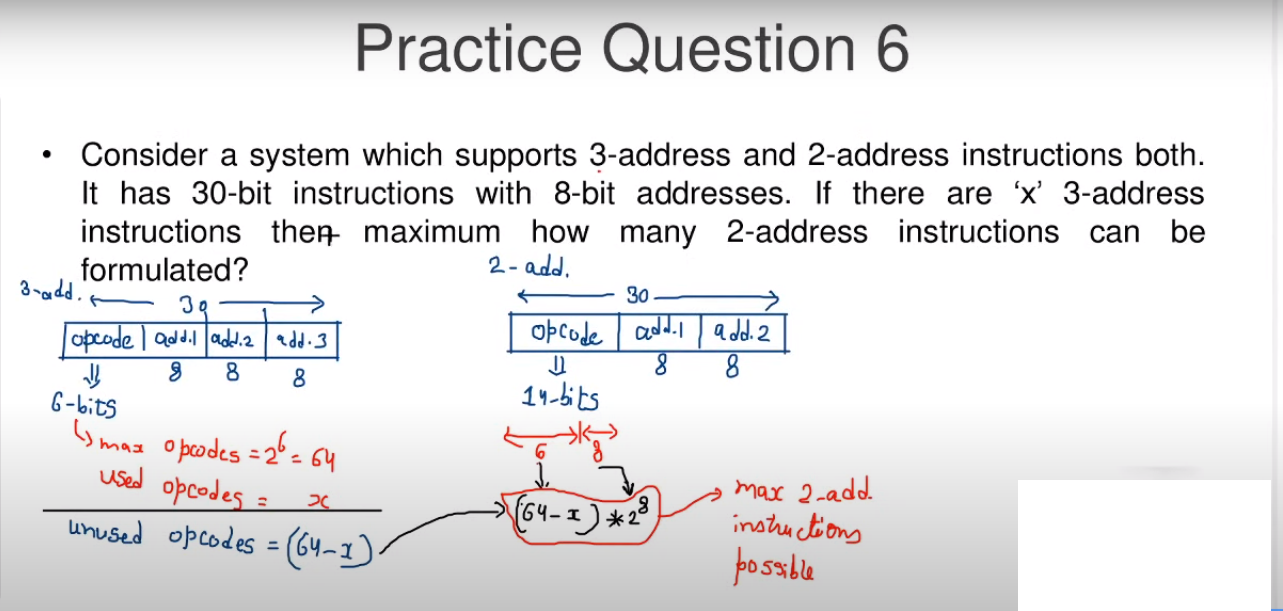 Practice Question 6
• Consider a system which supports 3-address and 2-address instructions both.
It has 30-bit instructions with 8-bit addresses. If there are ‘x’ 3-address
instructions then maximum how many 2-address instructions can be
formulated?
3-add.
30
opcode add.1 add.2 add.3
8 8 8
6-bits
max opcodes = 2⁶ = 64
used opcodes = x
unused opcodes = (64-x)
2-add.
30
opcode add.1 add.2
8 8
14-bits
6 8
(64-x)*2⁸
max 2-add.
instructions
possible